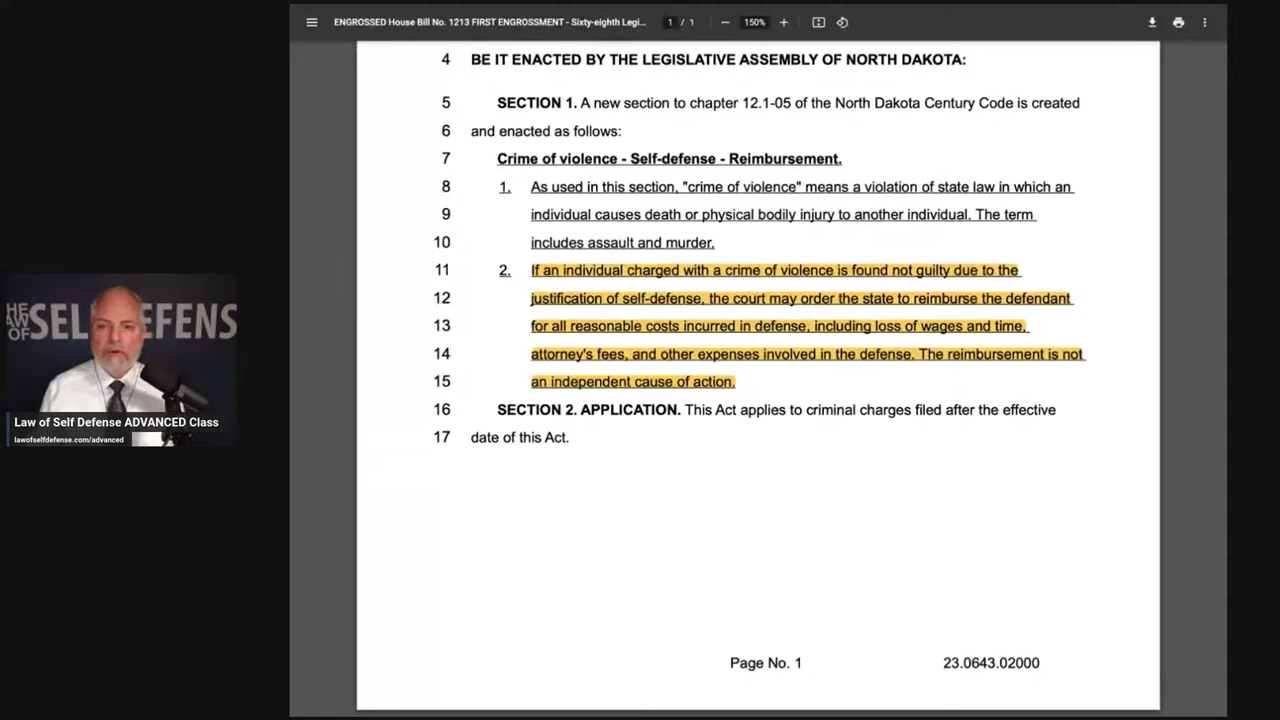 ENGROSSED House Bill No. 1213 FIRST ENGROSSMENT - Sixty-eighth Legi...
1 / 1
150%
4 BE IT ENACTED BY THE LEGISLATIVE ASSEMBLY OF NORTH DAKOTA:
5 SECTION 1. A new section to chapter 12.1-05 of the North Dakota Century Code is created
6 and enacted as follows:
7 Crime of violence - Self-defense - Reimbursement.
8 1. As used in this section, "crime of violence" means a violation of state law in which an
9 individual causes death or physical bodily injury to another individual. The term
10 includes assault and murder.
11 2. If an individual charged with a crime of violence is found not guilty due to the
12 justification of self-defense, the court may order the state to reimburse the defendant
13 for all reasonable costs incurred in defense, including loss of wages and time,
14 attorney's fees, and other expenses involved in the defense. The reimbursement is not
15 an independent cause of action.
16 SECTION 2. APPLICATION. This Act applies to criminal charges filed after the effective
17 date of this Act.
Page No. 1 23.0643.02000
Law of Self Defense ADVANCED Class
lawofselfdefense.com/advanced